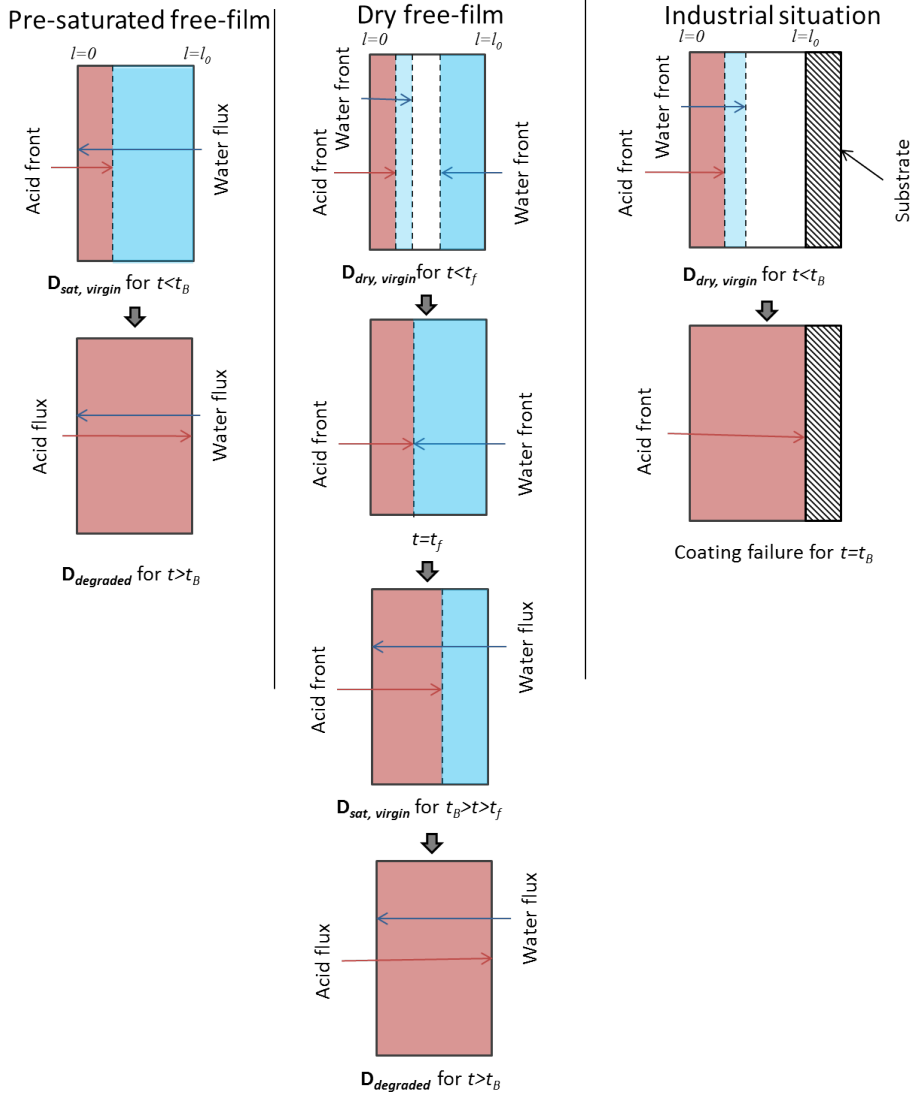 Pre-saturated free-film
l=0
l=l0
Acid front
Water flux
Dsat, virgin for t<tB
Acid flux
Water flux
Ddegraded for t>tB
Dry free-film
l=0
l=l0
Water front
Acid front
Water front
Ddry, virgin for t<tf
Acid front
Water front
t=tf
Acid front
Water flux
Dsat, virgin for tB>t>tf
Acid flux
Water flux
Ddegraded for t>tB
Industrial situation
l=0
l=l0
Water front
Acid front
Substrate
Ddry, virgin for t<tB
Acid front
Coating failure for t=tB